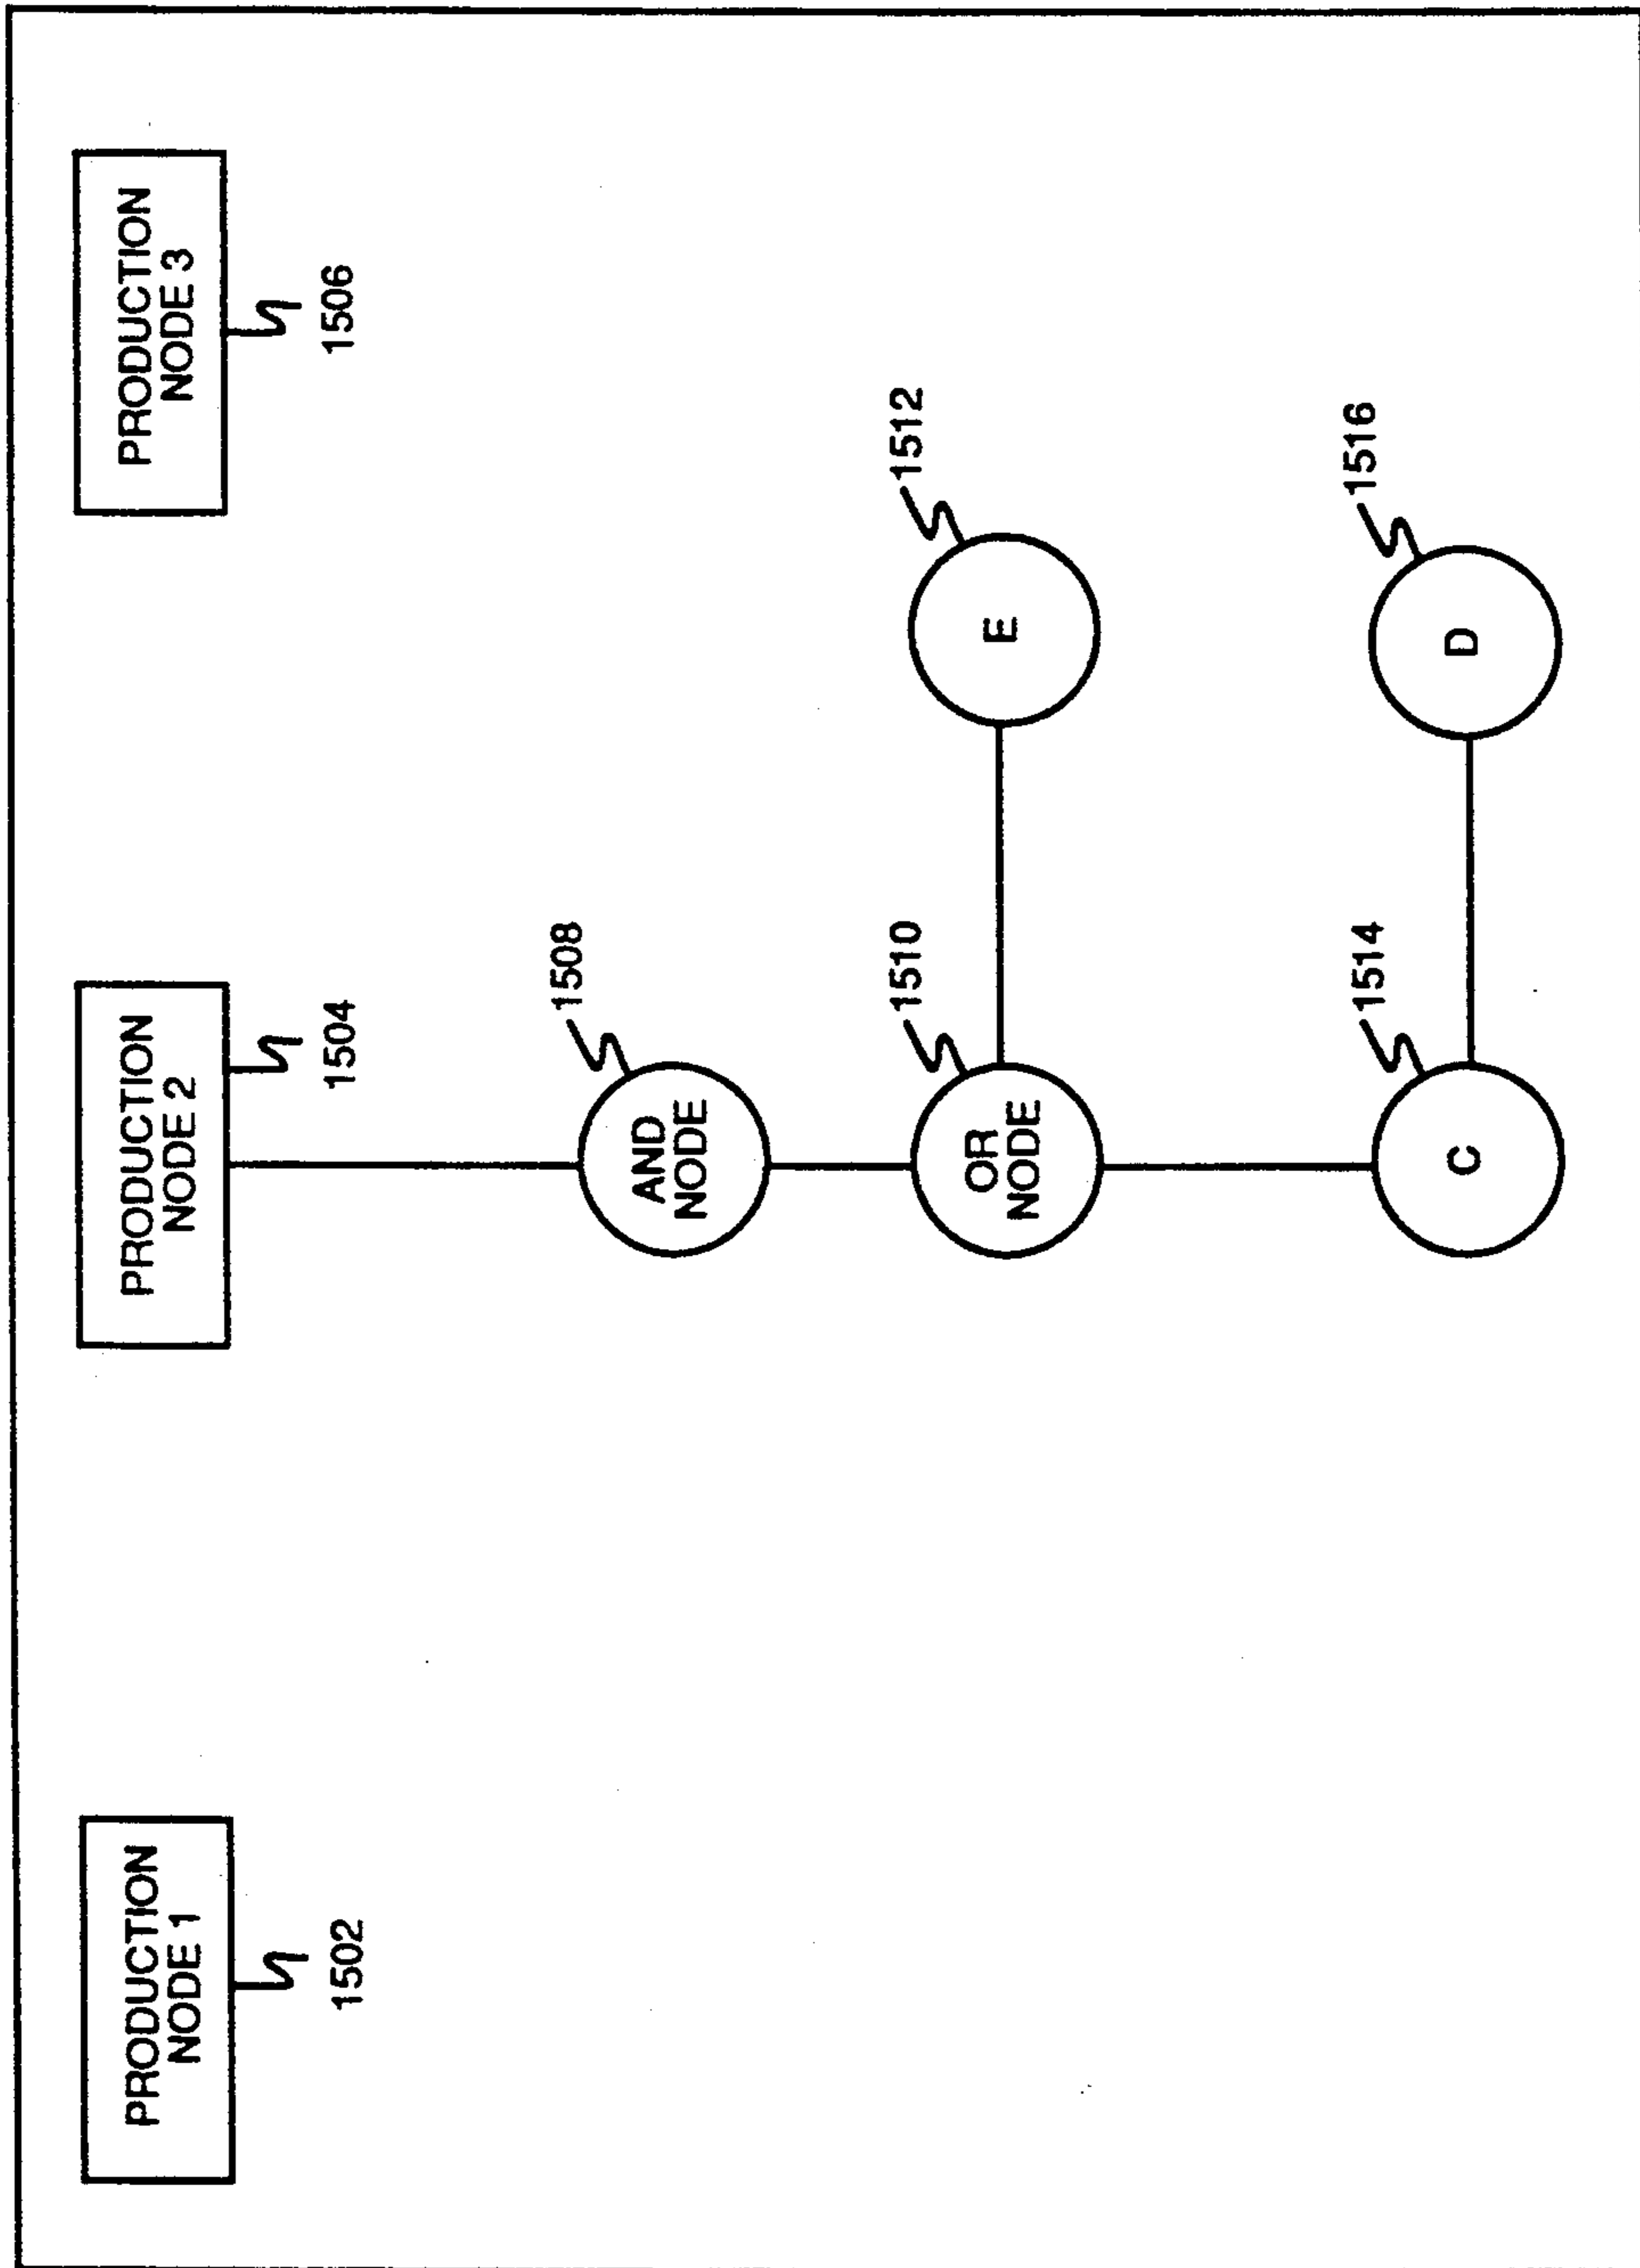 PRODUCTION
NODE 1
1502
PRODUCTION
NODE 2
1504
PRODUCTION
NODE 3
1506
AND
NODE
1508
OR
NODE
1510
E
1512
C
1514
D
1516